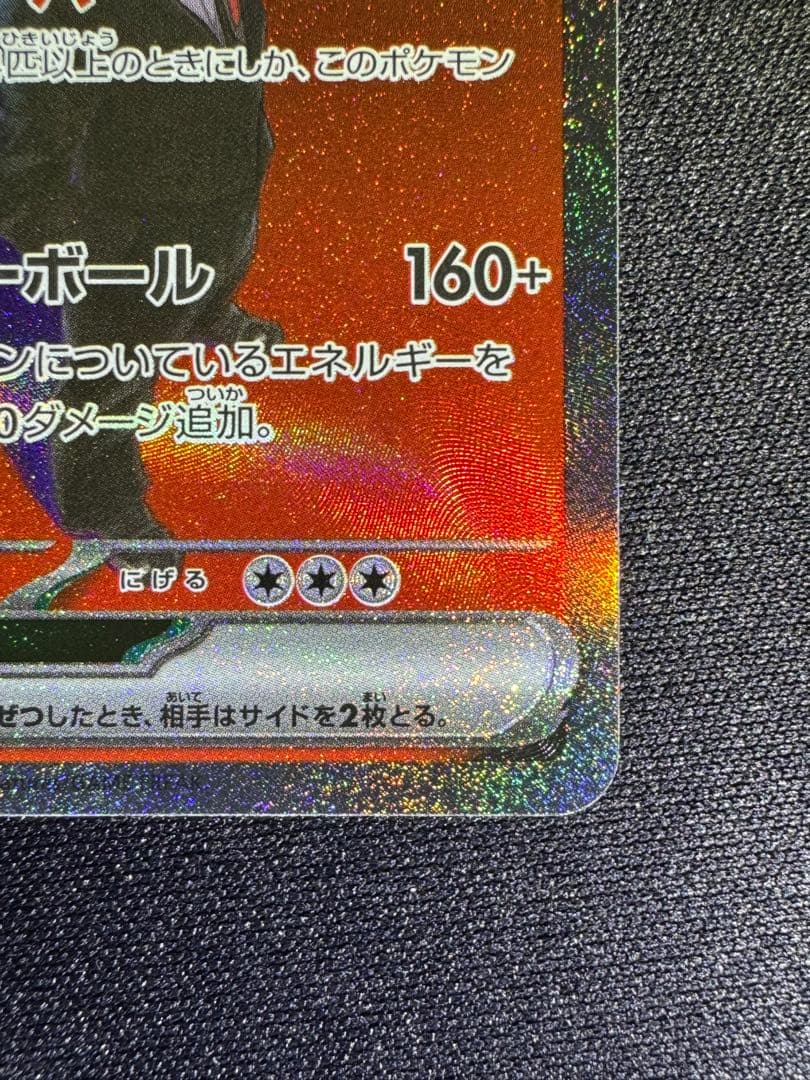 ひきいじょう
匹以上のときにしか、このポケモン
ーボール 160+
ンについているエネルギーを
ついか
0ダメージ追加。
にげる
あいて まい
ぜつしたとき、相手はサイドを2枚とる。